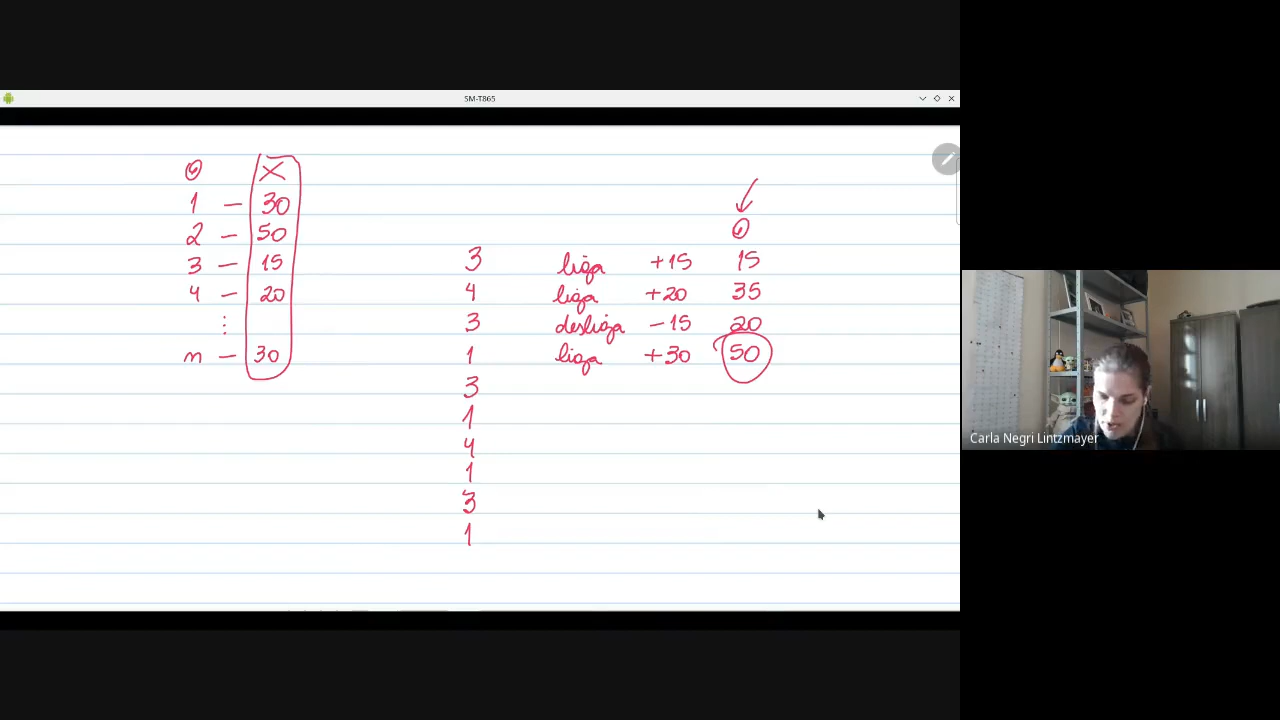 SM-T865
0 X
1 — 30
2 — 50
3 — 15
4 — 20
⋮
n — 30
0
3 liga +15 15
4 liga +20 35
3 desliga -15 20
1 liga +30 50
3
1
4
1
3
1
Carla Negri Lintzmayer